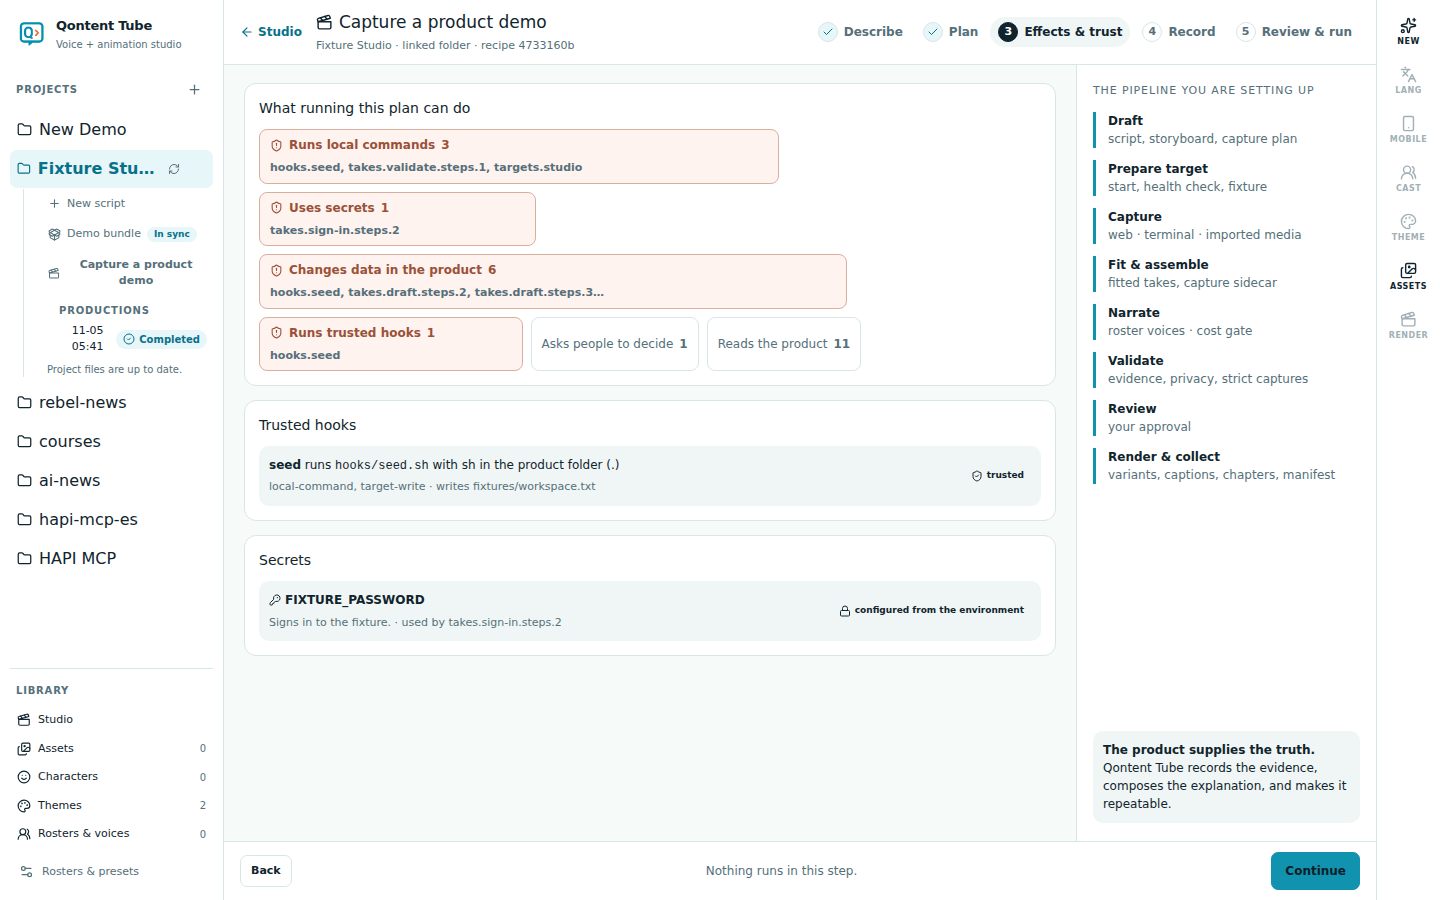 Qontent Tube
Voice + animation studio
PROJECTS
New Demo
Fixture Stu...
New script
Demo bundle In sync
Capture a product
demo
PRODUCTIONS
11-05
05:41
Completed
Project files are up to date.
rebel-news
courses
ai-news
hapi-mcp-es
HAPI MCP
LIBRARY
Studio
Assets 0
Characters 0
Themes 2
Rosters & voices 0
Rosters & presets
Studio
Capture a product demo
Fixture Studio · linked folder · recipe 4733160b
Describe
Plan
3 Effects & trust
4 Record
5 Review & run
What running this plan can do
Runs local commands 3
hooks.seed, takes.validate.steps.1, targets.studio
Uses secrets 1
takes.sign-in.steps.2
Changes data in the product 6
hooks.seed, takes.draft.steps.2, takes.draft.steps.3...
Runs trusted hooks 1
hooks.seed
Asks people to decide 1
Reads the product 11
Trusted hooks
seed runs hooks/seed.sh with sh in the product folder (.)
local-command, target-write · writes fixtures/workspace.txt
trusted
Secrets
FIXTURE_PASSWORD
Signs in to the fixture. · used by takes.sign-in.steps.2
configured from the environment
Back
Nothing runs in this step.
Continue
THE PIPELINE YOU ARE SETTING UP
Draft
script, storyboard, capture plan
Prepare target
start, health check, fixture
Capture
web · terminal · imported media
Fit & assemble
fitted takes, capture sidecar
Narrate
roster voices · cost gate
Validate
evidence, privacy, strict captures
Review
your approval
Render & collect
variants, captions, chapters, manifest
The product supplies the truth.
Qontent Tube records the evidence,
composes the explanation, and makes it
repeatable.
NEW
LANG
MOBILE
CAST
THEME
ASSETS
RENDER